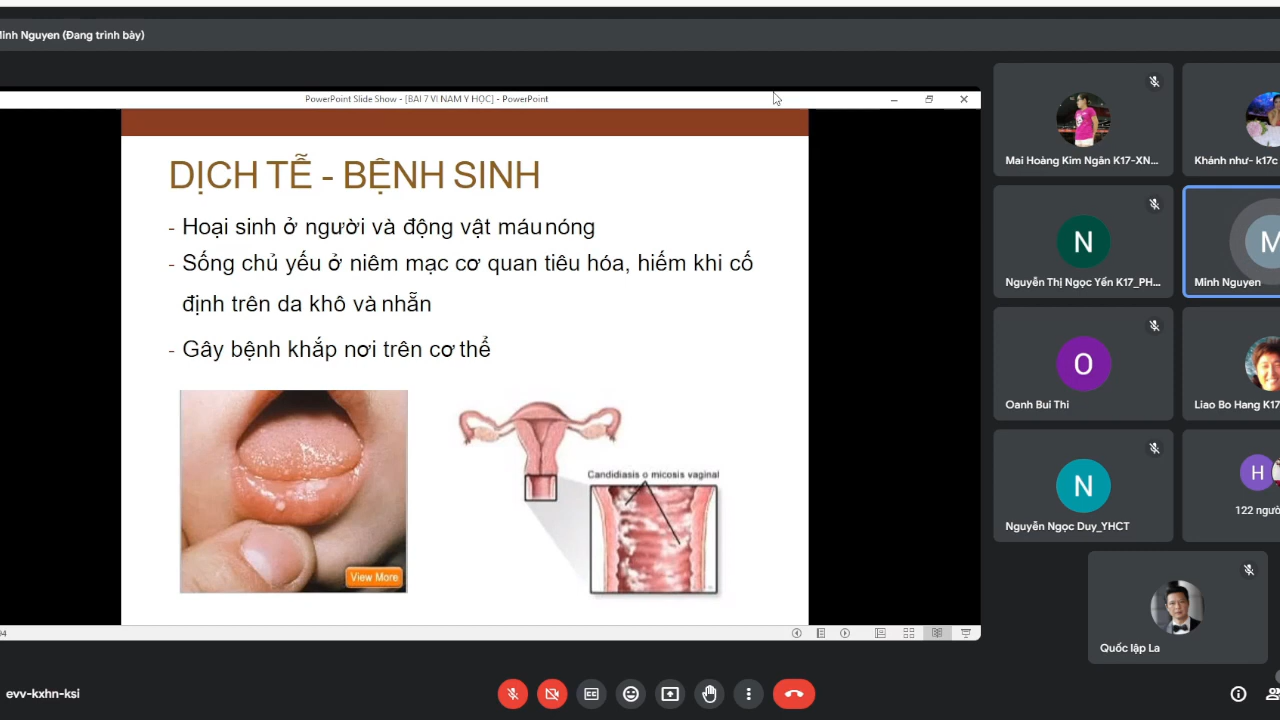 Minh Nguyen (Đang trình bày)
PowerPoint Slide Show - [BAI 7 VI NAM Y HỌC] - PowerPoint
DỊCH TỄ - BỆNH SINH
- Hoại sinh ở người và động vật máu nóng
- Sống chủ yếu ở niêm mạc cơ quan tiêu hóa, hiếm khi cố
định trên da khô và nhẵn
- Gây bệnh khắp nơi trên cơ thể
View More
Candidiasis o micosis vaginal
Mai Hoàng Kim Ngân K17-XN...
Khánh như- k17c
N
Nguyễn Thị Ngọc Yến K17_PH...
M
Minh Nguyen
O
Oanh Bui Thi
Liao Bo Hang K17
N
Nguyễn Ngọc Duy_YHCT
H
122 ngườ
Quốc lập La
evv-kxhn-ksi